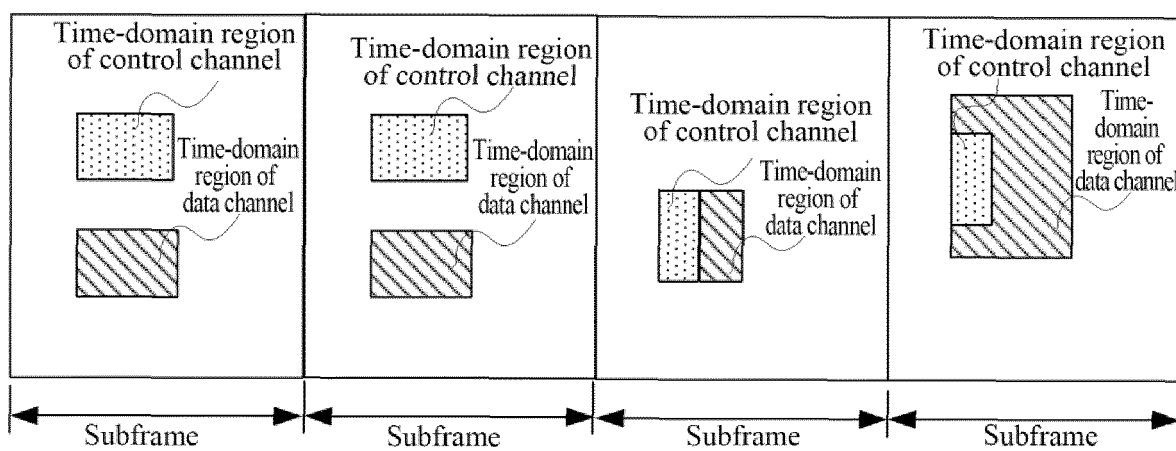 Time-domain region
of control channel
Time-domain
region of
data channel
Subframe
Time-domain region
of control channel
Time-domain
region of
data channel
Subframe
Time-domain region
of control channel
Time-domain
region of
data channel
Subframe
Time-domain region
of control channel
Time-
domain
region of
data channel
Subframe